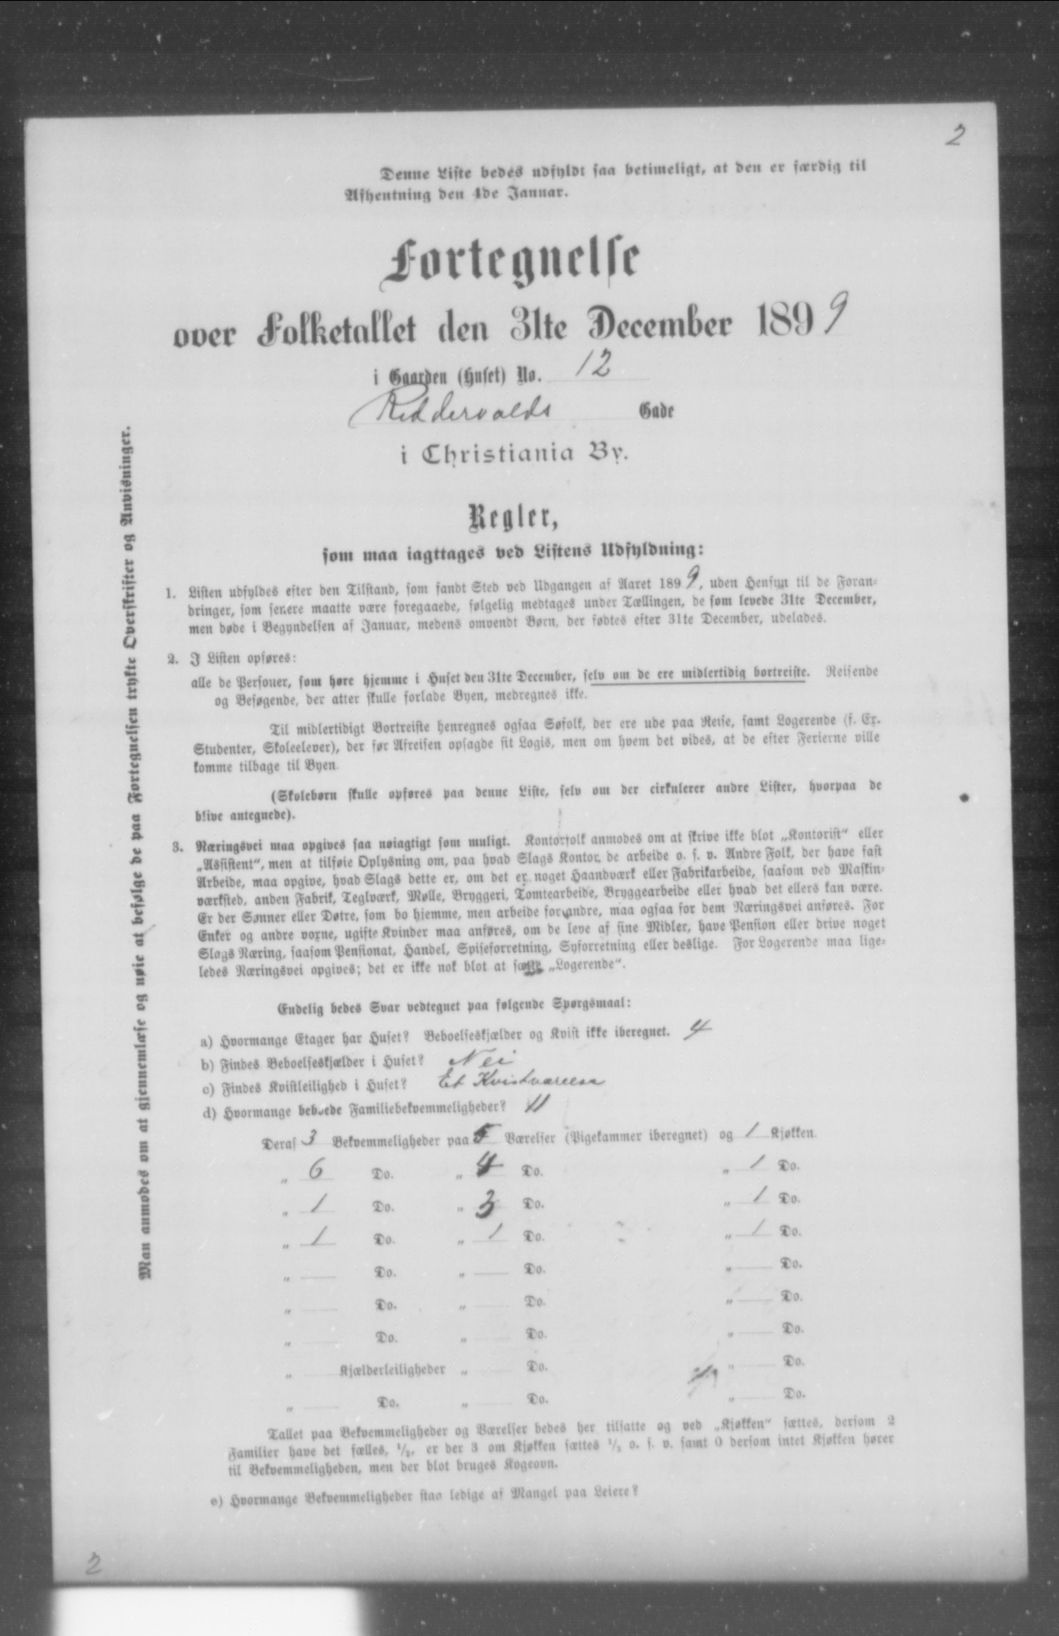 2
Denne Liste bedes udfyldt saa betimeligt, at den er færdig til
Afhentning den 4de Januar.
Fortegnelse
over Folketallet den 31te December 1899
i Gaarden (Huset) No. 12
Riddervolds Gade
i Christiania By.
Regler,
som maa iagttages ved Listens Udfyldning:
1. Listen udfyldes efter den Tilstand, som fandt Sted ved Udgangen af Aaret 1899, uden Hensyn til de Foran-
dringer, som senere maatte være foregaaede, følgelig medtages under Tællingen, de som levede 31te December,
men døde i Begyndelsen af Januar, medens omvendt Børn, der fødtes efter 31te December, udelades.
2. I Listen opføres:
alle de Personer, som høre hjemme i Huset den 31te December, selv om de ere midlertidig bortreiste. Reisende
og Besøgende, der atter skulle forlade Byen, medregnes ikke.
Til midlertidigt Bortreiste henregnes ogsaa Søfolk, der ere ude paa Reise, samt Logerende (f. Ex.
Studenter, Skoleelever), der før Afreisen opsagde sit Logis, men om hvem det vides, at de efter Ferierne ville
komme tilbage til Byen.
(Skolebørn skulle opføres paa denne Liste, selv om der cirkulerer andre Lister, hvorpaa de
blive antegnede).
3. Næringsvei maa opgives saa nøiagtigt som muligt. Kontorfolk anmodes om at skrive ikke blot „Kontorist“ eller
„Assistent“, men at tilføie Oplysning om, paa hvad Slags Kontor de arbeide o. s. v. Andre Folk, der have fast
Arbeide, maa opgive, hvad Slags dette er, om det er noget Haandværk eller Fabrikarbeide, saasom ved Maskin-
værksted, anden Fabrik, Teglværk, Mølle, Bryggeri, Tomtearbeide, Bryggearbeide eller hvad det ellers kan være.
Er der Sønner eller Døtre, som bo hjemme, men arbeide for andre, maa ogsaa for dem Næringsvei anføres. For
Enker og andre voxne, ugifte Kvinder maa anføres, om de leve af sine Midler, have Pension eller drive noget
Slags Næring, saasom Pensionat, Handel, Spiseforretning, Syforretning eller deslige. For Logerende maa lige-
ledes Næringsvei opgives; det er ikke nok blot at sætte „Logerende“.
Endelig bedes Svar vedtegnet paa følgende Spørgsmaal:
a) Hvormange Etager har Huset? Beboelseskjælder og Kvist ikke iberegnet. 4
b) Findes Beboelseskjælder i Huset? Nei
c) Findes Kvistleilighed i Huset? Et Kvistværelse
d) Hvormange beboede Familiebekvemmeligheder? 11
Deraf 3 Bekvemmeligheder paa 5 Værelser (Pigekammer iberegnet) og 1 Kjøkken.
„ 6 Do. „ 4 Do. „ 1 Do.
„ 1 Do. „ 3 Do. „ 1 Do.
„ 1 Do. „ 1 Do. „ 1 Do.
„ Do. „ Do. „ Do.
„ Do. „ Do. „ Do.
„ Do. „ Do. „ Do.
„ Kjælderleiligheder „ Do. „ Do.
„ Do. „ Do. „ Do.
Tallet paa Bekvemmeligheder og Værelser bedes her tilsatte og ved „Kjøkken“ sættes, dersom 2
Familier have det fælles, 1/2, er der 3 om Kjøkken sættes 1/3 o. s. v. samt 0 dersom intet Kjøkken hører
til Bekvemmeligheden, men der blot bruges Kogeovn.
e) Hvormange Bekvemmeligheder staa ledige af Mangel paa Leiere?
2
Man anmodes om at gjennemlæse og nøie at befølge de paa Fortegnelsen trykte Overskrifter og Anvisninger.